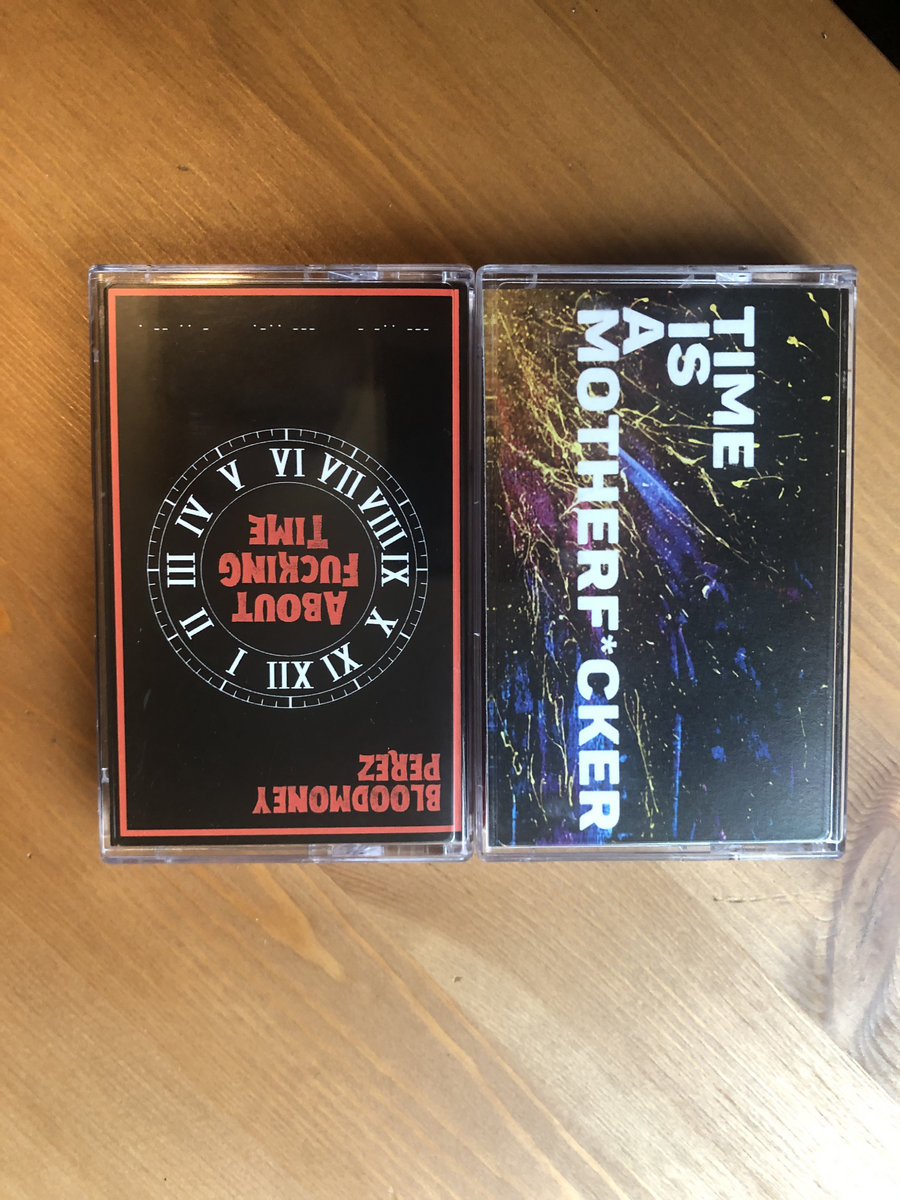 BLOODMONEY
PEREZ
XII
I
II
III
IV
V
VI
VII
VIII
IX
X
XI
ABOUT
FUCKING
TIME
TIME
IS
A
MOTHERF*CKER